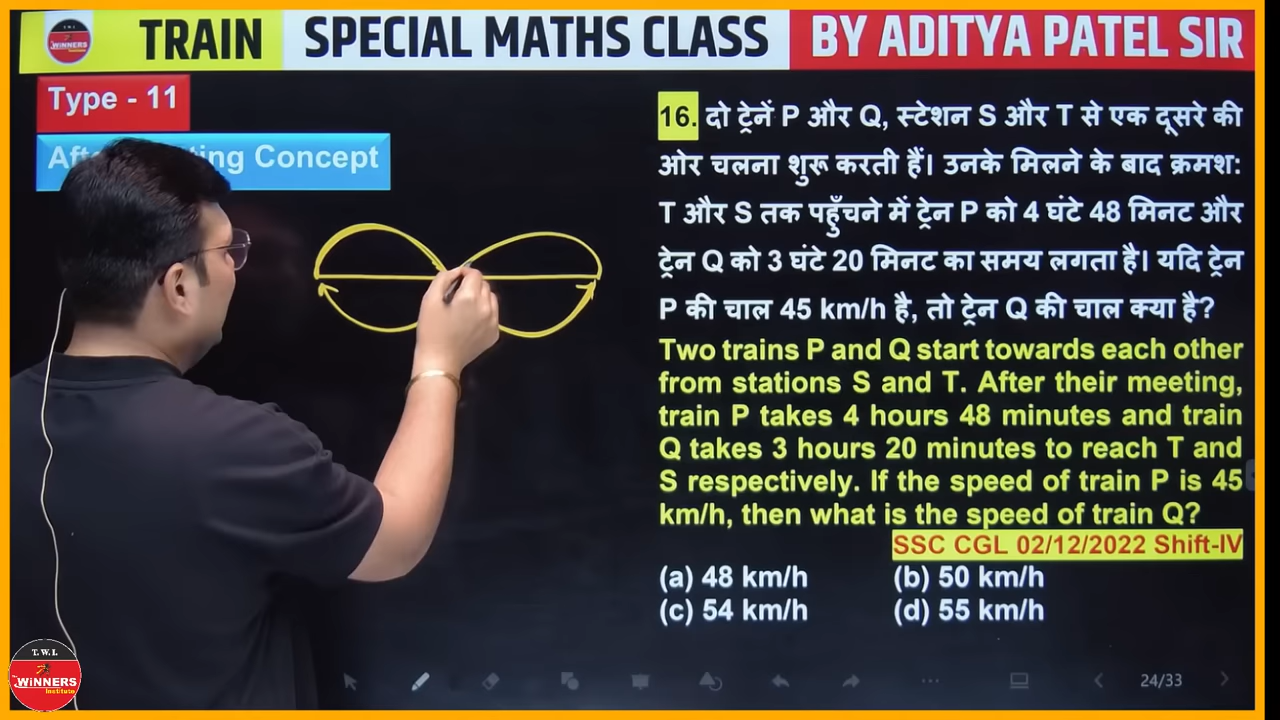 T.W.I.
WiNNERS
Institute
TRAIN SPECIAL MATHS CLASS BY ADITYA PATEL SIR
Type - 11
Concept
16. दो ट्रेनें P और Q, स्टेशन S और T से एक दूसरे की
ओर चलना शुरू करती हैं। उनके मिलने के बाद क्रमश:
T और S तक पहुँचने में ट्रेन P को 4 घंटे 48 मिनट और
ट्रेन Q को 3 घंटे 20 मिनट का समय लगता है। यदि ट्रेन
P की चाल 45 km/h है, तो ट्रेन Q की चाल क्या है?
Two trains P and Q start towards each other
from stations S and T. After their meeting,
train P takes 4 hours 48 minutes and train
Q takes 3 hours 20 minutes to reach T and
S respectively. If the speed of train P is 45
km/h, then what is the speed of train Q?
SSC CGL 02/12/2022 Shift-IV
(a) 48 km/h (b) 50 km/h
(c) 54 km/h (d) 55 km/h
24/33
T.W.I.
The
WiNNERS
Institute